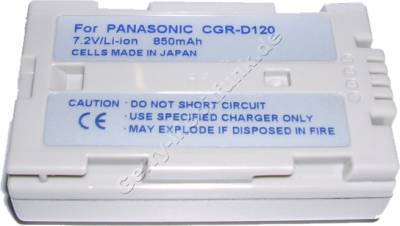 For PANASONIC CGR-D120
7.2V/Li-ion 850mAh
CELLS MADE IN JAPAN
CAUTION : • DO NOT SHORT CIRCUIT
• USE SPECIFIED CHARGER ONLY
• MAY EXPLODE IF DISPOSED IN FIRE
CE